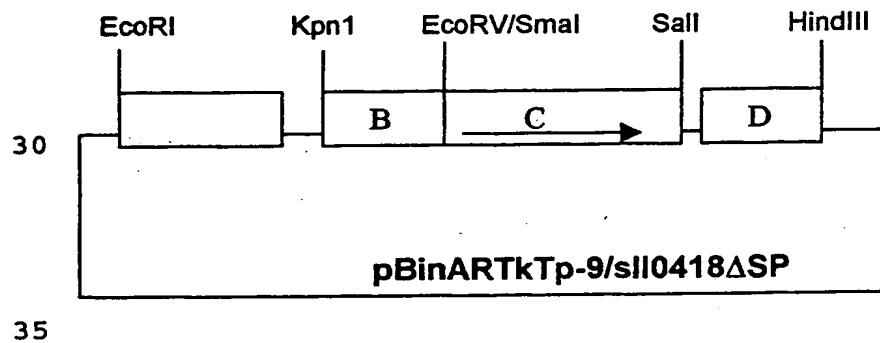 EcoRI Kpn1 EcoRV/SmaI SalI HindIII
B C D
30
pBinARTkTp-9/sll0418ΔSP
35